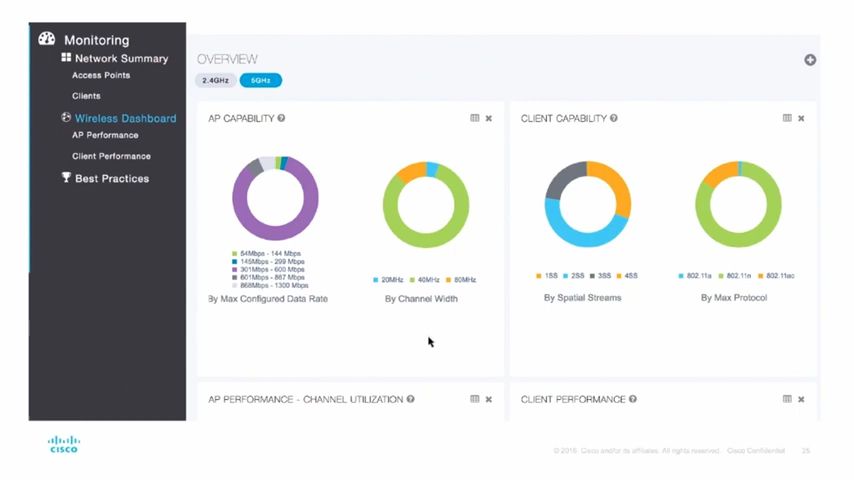 Monitoring
Network Summary
Access Points
Clients
Wireless Dashboard
AP Performance
Client Performance
Best Practices
OVERVIEW
2.4GHz 5GHz
AP CAPABILITY
54Mbps - 144 Mbps
145Mbps - 299 Mbps
301Mbps - 600 Mbps
601Mbps - 867 Mbps
868Mbps - 1300 Mbps
By Max Configured Data Rate
20MHz 40MHz 80MHz
By Channel Width
CLIENT CAPABILITY
1SS 2SS 3SS 4SS
By Spatial Streams
802.11a 802.11n 802.11ac
By Max Protocol
AP PERFORMANCE - CHANNEL UTILIZATION
CLIENT PERFORMANCE
CISCO
© 2016 Cisco and/or its affiliates. All rights reserved. Cisco Confidential